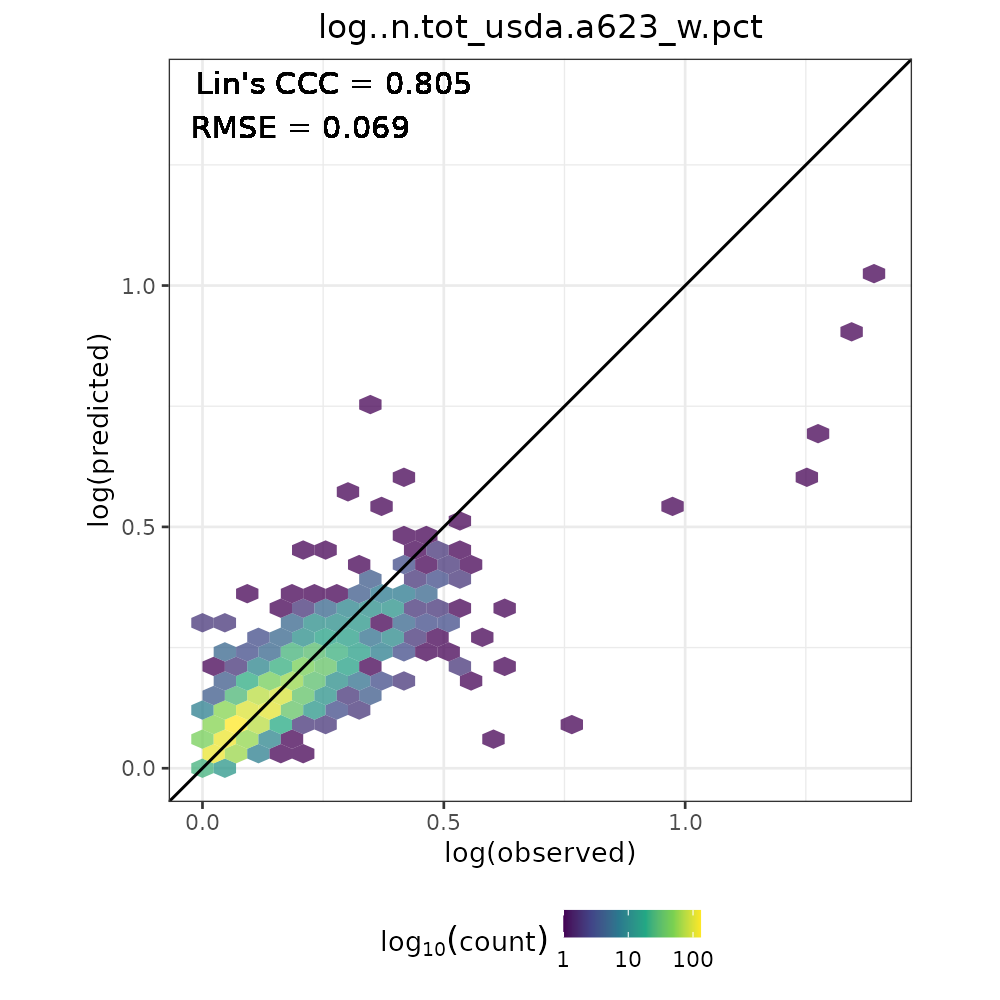 log..n.tot_usda.a623_w.pct
Lin's CCC = 0.805
RMSE = 0.069
log(predicted)
1.0
0.5
0.0
0.0 0.5 1.0
log(observed)
log₁₀(count)
1 10 100